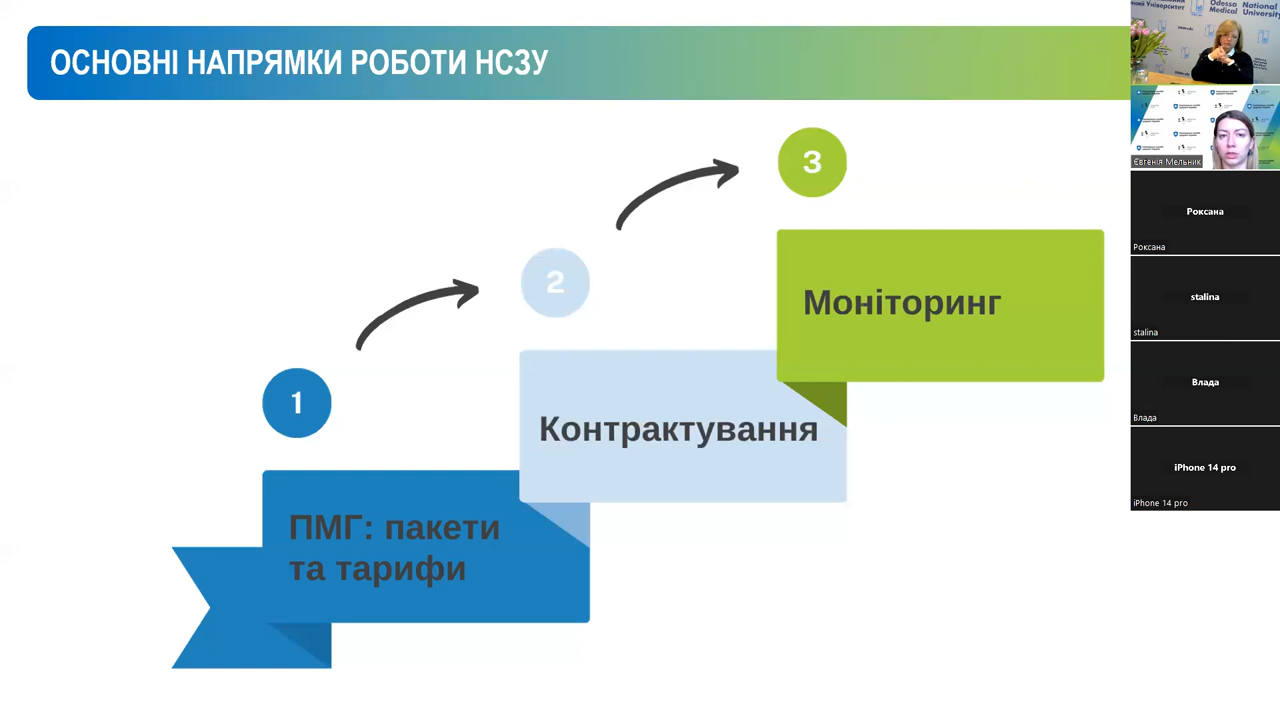 ОСНОВНІ НАПРЯМКИ РОБОТИ НСЗУ
1
ПМГ: пакети
та тарифи
2
Контрактування
3
Моніторинг
Odessa National
Medical University
Євгенія Мельник
Роксана
Роксана
stalina
stalina
Влада
Влада
iPhone 14 pro
iPhone 14 pro